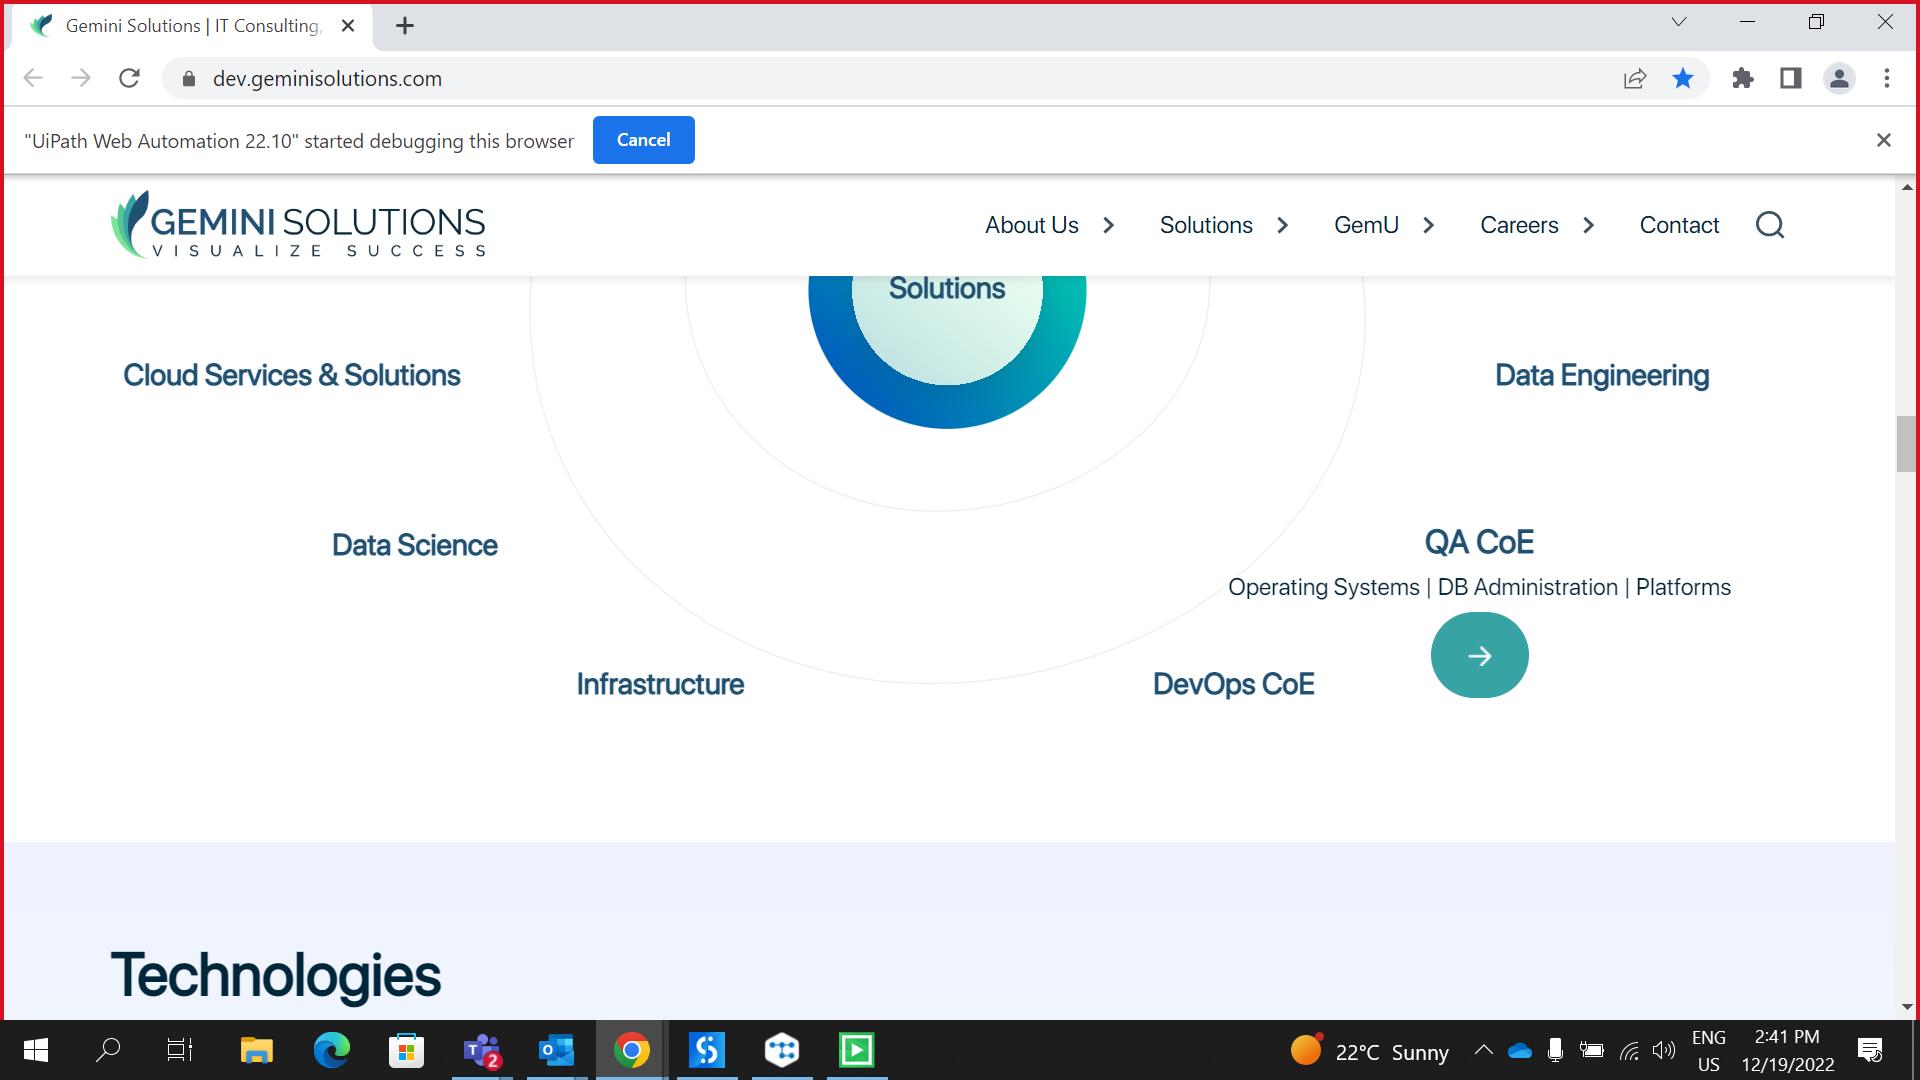 Gemini Solutions | IT Consulting,
dev.geminisolutions.com
"UiPath Web Automation 22.10" started debugging this browser Cancel
GEMINI SOLUTIONS
VISUALIZE SUCCESS
About Us Solutions GemU Careers Contact
Solutions
Cloud Services & Solutions Data Engineering
Data Science QA CoE
Operating Systems | DB Administration | Platforms
Infrastructure DevOps CoE
Technologies
22°C Sunny
ENG
US
2:41 PM
12/19/2022
2